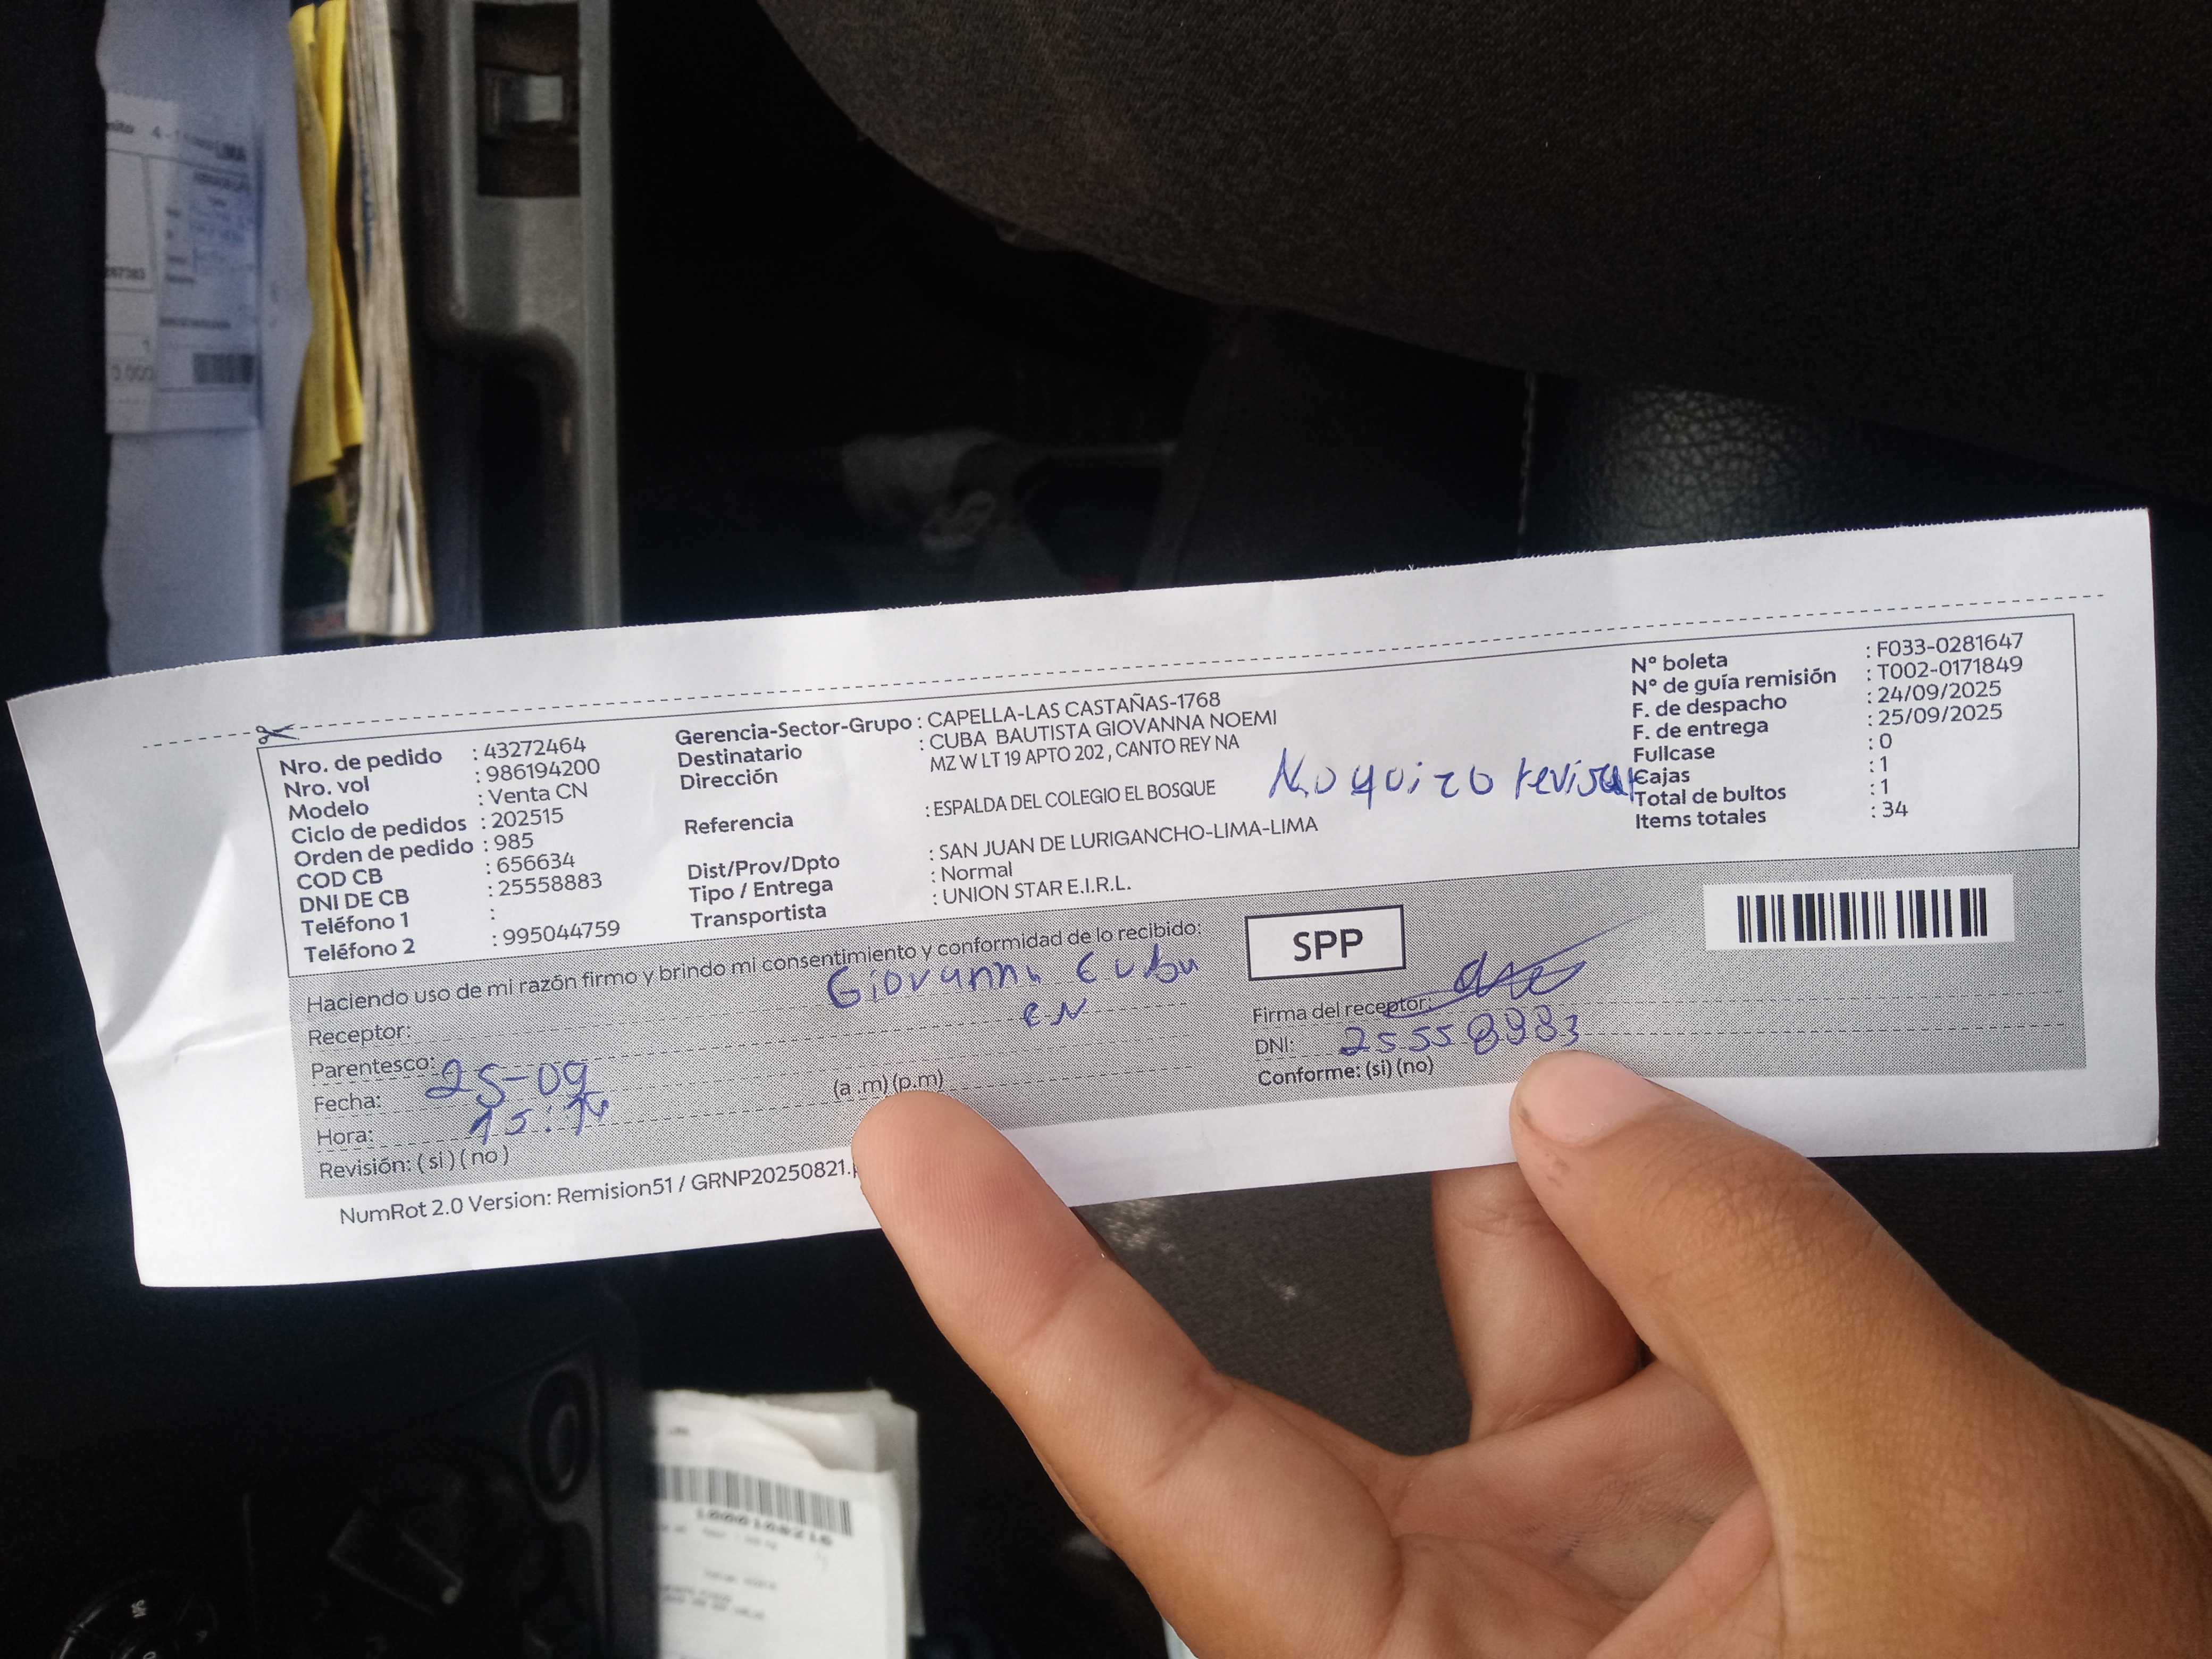 Nro. de pedido : 43272464
Nro. vol : 986194200
Modelo : Venta CN
Ciclo de pedidos : 202515
Orden de pedido : 985
COD CB : 656634
DNI DE CB : 25558883
Teléfono 1 :
Teléfono 2 : 995044759
Gerencia-Sector-Grupo : CAPELLA-LAS CASTAÑAS-1768
Destinatario : CUBA BAUTISTA GIOVANNA NOEMI
Dirección MZ W LT 19 APTO 202 , CANTO REY NA
Referencia : ESPALDA DEL COLEGIO EL BOSQUE
Dist/Prov/Dpto : SAN JUAN DE LURIGANCHO-LIMA-LIMA
Tipo / Entrega : Normal
Transportista : UNION STAR E.I.R.L.
No quizo revisar
N° boleta : F033-0281647
N° de guía remisión : T002-0171849
F. de despacho : 24/09/2025
F. de entrega : 25/09/2025
Fullcase : 0
Cajas : 1
Total de bultos : 1
Items totales : 34
Haciendo uso de mi razón firmo y brindo mi consentimiento y conformidad de lo recibido:
SPP
Receptor: Giovanna Cuba
Parentesco: CN
Fecha: 25-09
Hora: 15:14 (a .m) (p.m)
Revisión: ( si ) ( no )
Firma del receptor:
DNI: 25558883
Conforme: (si) (no)
NumRot 2.0 Version: Remision51 / GRNP20250821.